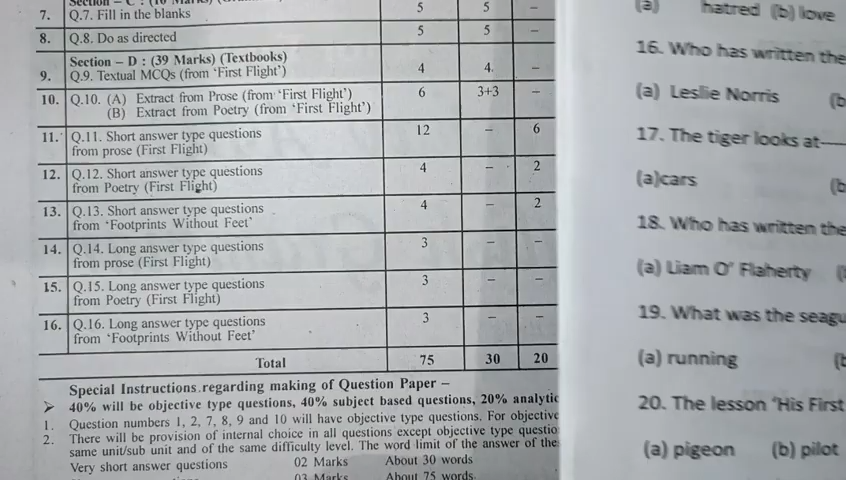 7. Q.7. Fill in the blanks 5 5 –
8. Q.8. Do as directed 5 5 –
Section – D : (39 Marks) (Textbooks)
9. Q.9. Textual MCQs (from ‘First Flight’) 4 4. –
10. Q.10. (A) Extract from Prose (from ‘First Flight’) 6 3+3 –
(B) Extract from Poetry (from ‘First Flight’)
11. Q.11. Short answer type questions 12 – 6
from prose (First Flight)
12. Q.12. Short answer type questions 4 – 2
from Poetry (First Flight)
13. Q.13. Short answer type questions 4 – 2
from ‘Footprints Without Feet’
14. Q.14. Long answer type questions 3 – –
from prose (First Flight)
15. Q.15. Long answer type questions 3 – –
from Poetry (First Flight)
16. Q.16. Long answer type questions 3 – –
from ‘Footprints Without Feet’
Total 75 30 20
Special Instructions regarding making of Question Paper –
➤ 40% will be objective type questions, 40% subject based questions, 20% analytic
1. Question numbers 1, 2, 7, 8, 9 and 10 will have objective type questions. For objective
2. There will be provision of internal choice in all questions except objective type questio
same unit/sub unit and of the same difficulty level. The word limit of the answer of the
Very short answer questions 02 Marks About 30 words
03 Marks About 75 words
(a) hatred (b) love
16. Who has written the
(a) Leslie Norris (b
17. The tiger looks at
(a)cars (b
18. Who has written the
(a) Liam O’ Flaherty (
19. What was the seagu
(a) running (b
20. The lesson ‘His First
(a) pigeon (b) pilot